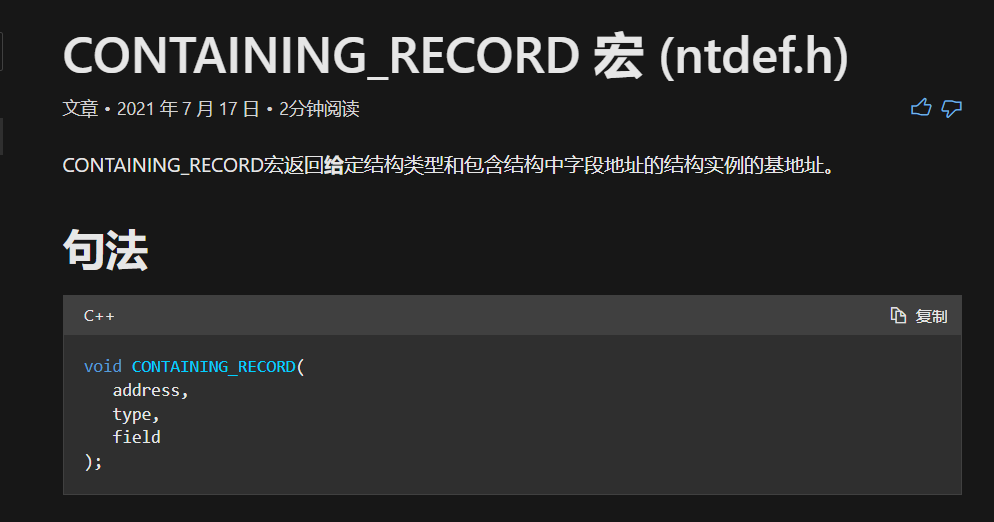 CONTAINING_RECORD 宏 (ntdef.h)
文章 • 2021 年 7 月 17 日 • 2分钟阅读
CONTAINING_RECORD宏返回给定结构类型和包含结构中字段地址的结构实例的基地址。
句法
C++
复制
void CONTAINING_RECORD(
address,
type,
field
);